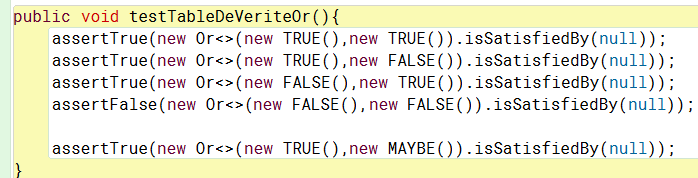 public void testTableDeVeriteOr(){
assertTrue(new Or<>(new TRUE(),new TRUE()).isSatisfiedBy(null));
assertTrue(new Or<>(new TRUE(),new FALSE()).isSatisfiedBy(null));
assertTrue(new Or<>(new FALSE(),new TRUE()).isSatisfiedBy(null));
assertFalse(new Or<>(new FALSE(),new FALSE()).isSatisfiedBy(null));
assertTrue(new Or<>(new TRUE(),new MAYBE()).isSatisfiedBy(null));
}